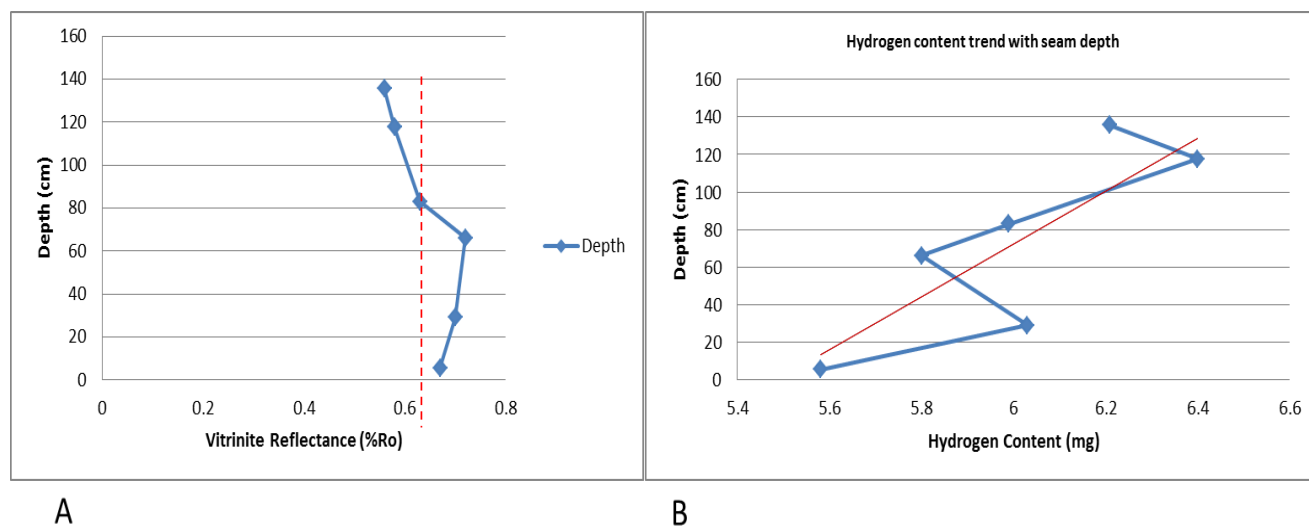 160
140
120
100
80
60
40
20
0
Depth (cm)
0 0.2 0.4 0.6 0.8
Vitrinite Reflectance (%Ro)
Depth
A
Hydrogen content trend with seam depth
160
140
120
100
80
60
40
20
0
Depth (cm)
5.4 5.6 5.8 6 6.2 6.4 6.6
Hydrogen Content (mg)
B